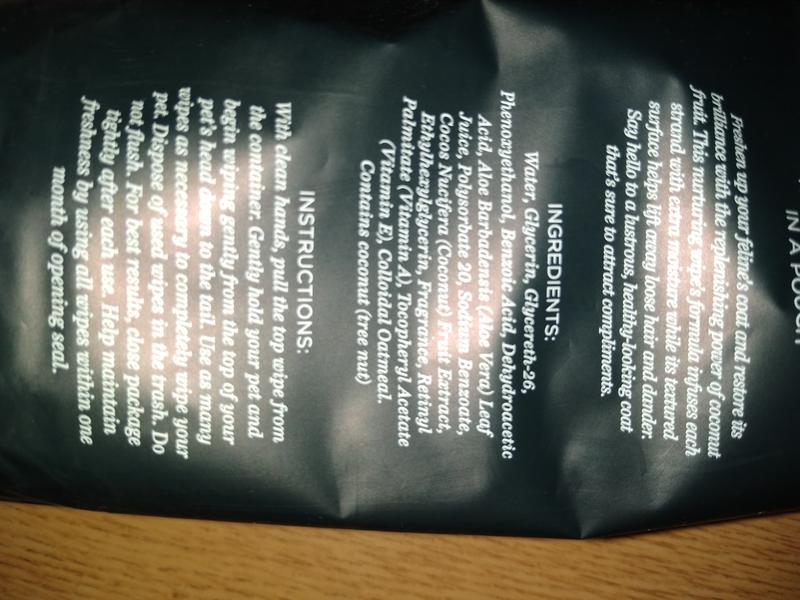 IN A POUCH
Freshen up your feline's coat and restore its
brilliance with the replenishing power of coconut
fruit. This nurturing wipe's formula infuses each
strand with extra moisture while its textured
surface helps lift away loose hair and dander.
Say hello to a lustrous, healthy-looking coat
that's sure to attract compliments.
INGREDIENTS:
Water, Glycerin, Glycereth-26,
Phenoxyethanol, Benzoic Acid, Dehydroacetic
Acid, Aloe Barbadensis (Aloe Vera) Leaf
Juice, Polysorbate 20, Sodium Benzoate,
Cocos Nucifera (Coconut) Fruit Extract,
Ethylhexylglycerin, Fragrance, Retinyl
Palmitate (Vitamin A), Tocopheryl Acetate
(Vitamin E), Colloidal Oatmeal.
Contains coconut (tree nut)
INSTRUCTIONS:
With clean hands, pull the top wipe from
the container. Gently hold your pet and
begin wiping gently from the top of your
pet's head down to the tail. Use as many
wipes as necessary to completely wipe your
pet. Dispose of used wipes in the trash. Do
not flush. For best results, close package
tightly after each use. Help maintain
freshness by using all wipes within one
month of opening seal.